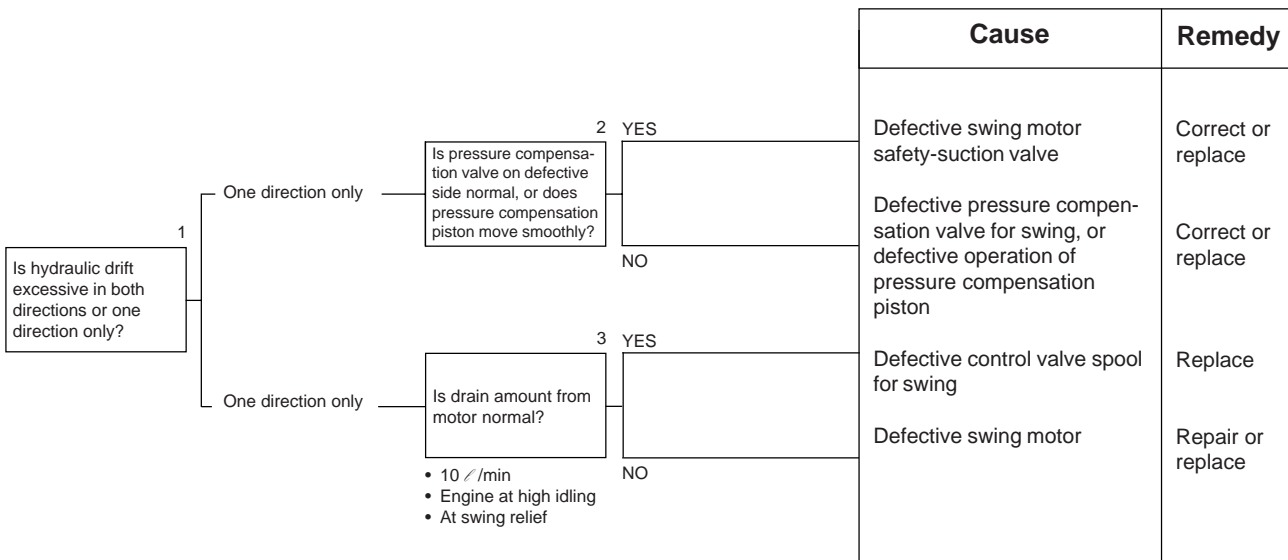 Cause
Remedy
1
Is hydraulic drift
excessive in both
directions or one
direction only?
One direction only
2
Is pressure compensa-
tion valve on defective
side normal, or does
pressure compensation
piston move smoothly?
YES
NO
Defective swing motor
safety-suction valve
Correct or
replace
Defective pressure compen-
sation valve for swing, or
defective operation of
pressure compensation
piston
Correct or
replace
One direction only
3
Is drain amount from
motor normal?
• 10 ℓ/min
• Engine at high idling
• At swing relief
YES
NO
Defective control valve spool
for swing
Replace
Defective swing motor
Repair or
replace